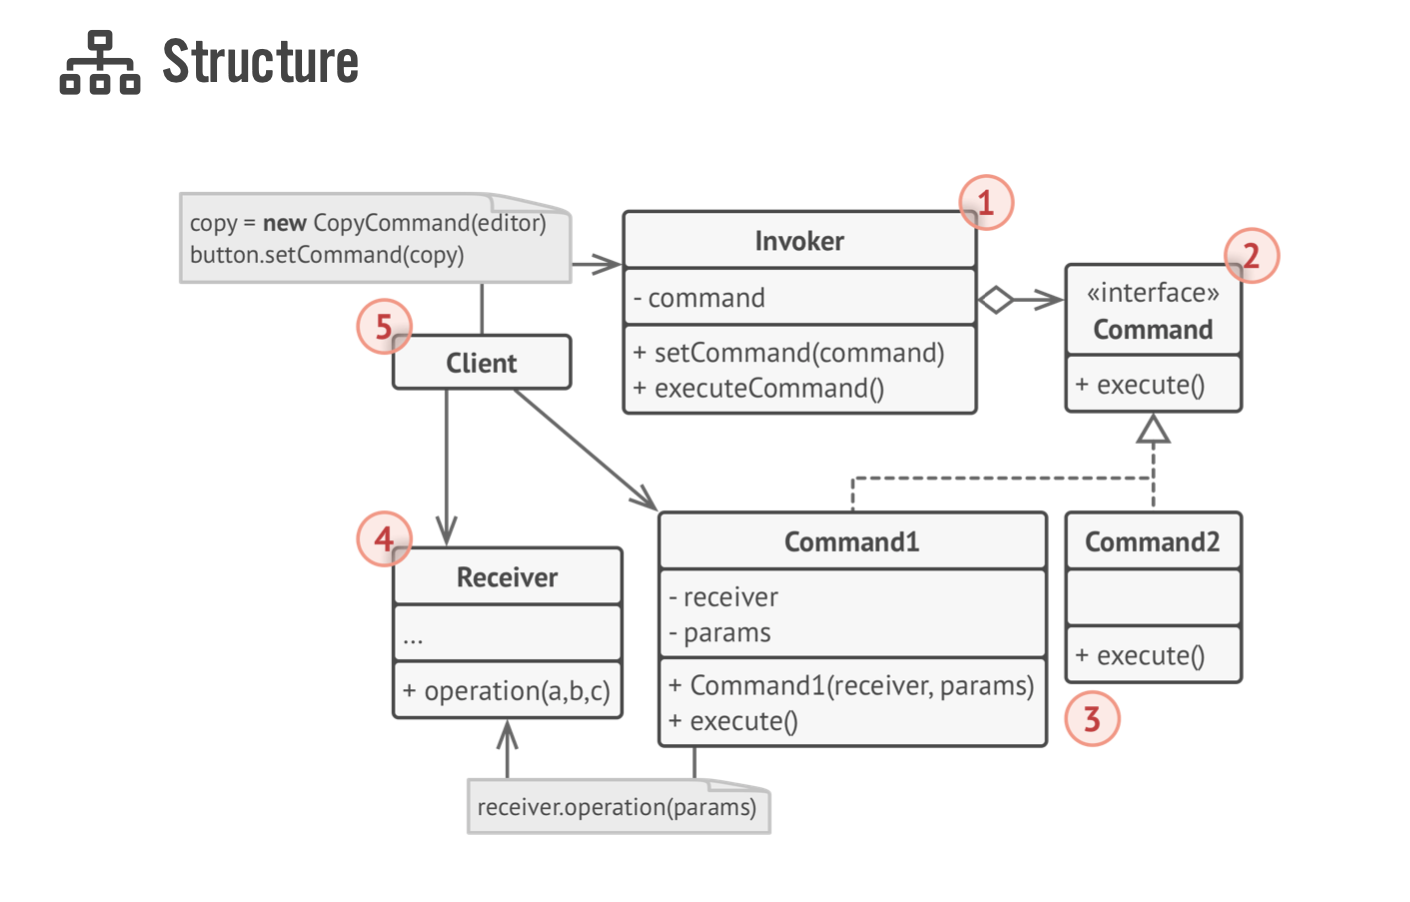 Structure
copy = new CopyCommand(editor)
button.setCommand(copy)
1
Invoker
- command
+ setCommand(command)
+ executeCommand()
2
«interface»
Command
+ execute()
5
Client
4
Receiver
...
+ operation(a,b,c)
Command1
- receiver
- params
+ Command1(receiver, params)
+ execute()
Command2
+ execute()
3
receiver.operation(params)